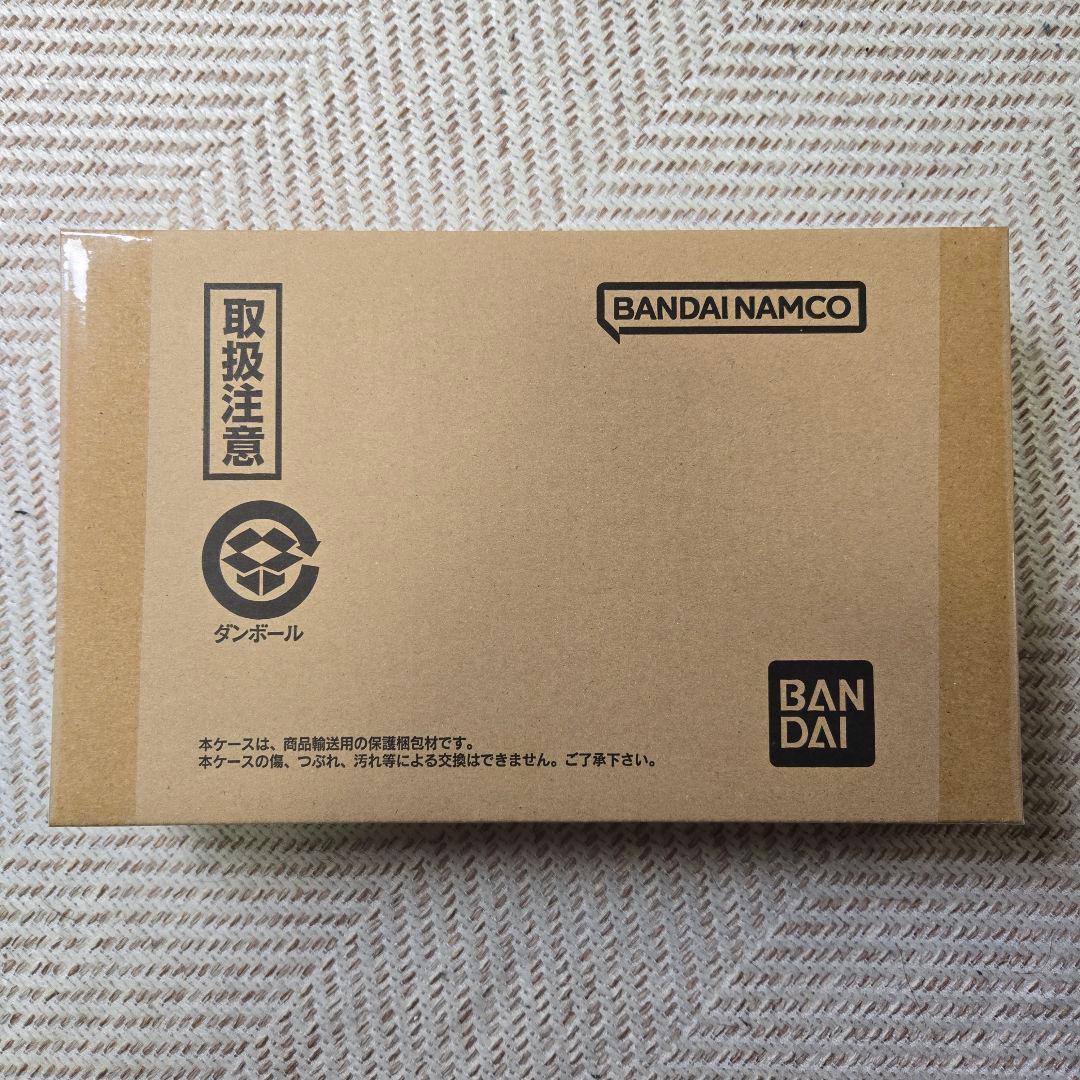 取扱注意
BANDAI NAMCO
ダンボール
BAN
DAI
本ケースは、商品輸送用の保護梱包材です。
本ケースの傷、つぶれ、汚れ等による交換はできません。ご了承下さい。